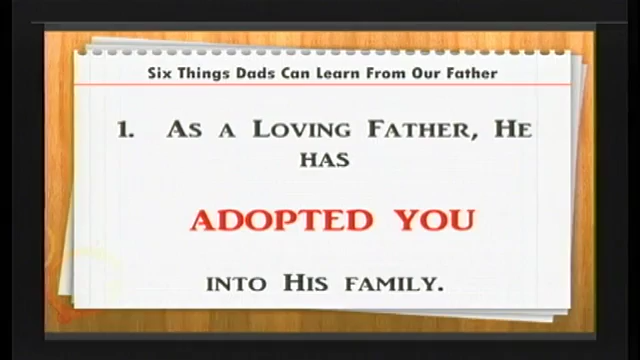 Six Things Dads Can Learn From Our Father
1. As a Loving Father, He
has
ADOPTED YOU
into His family.